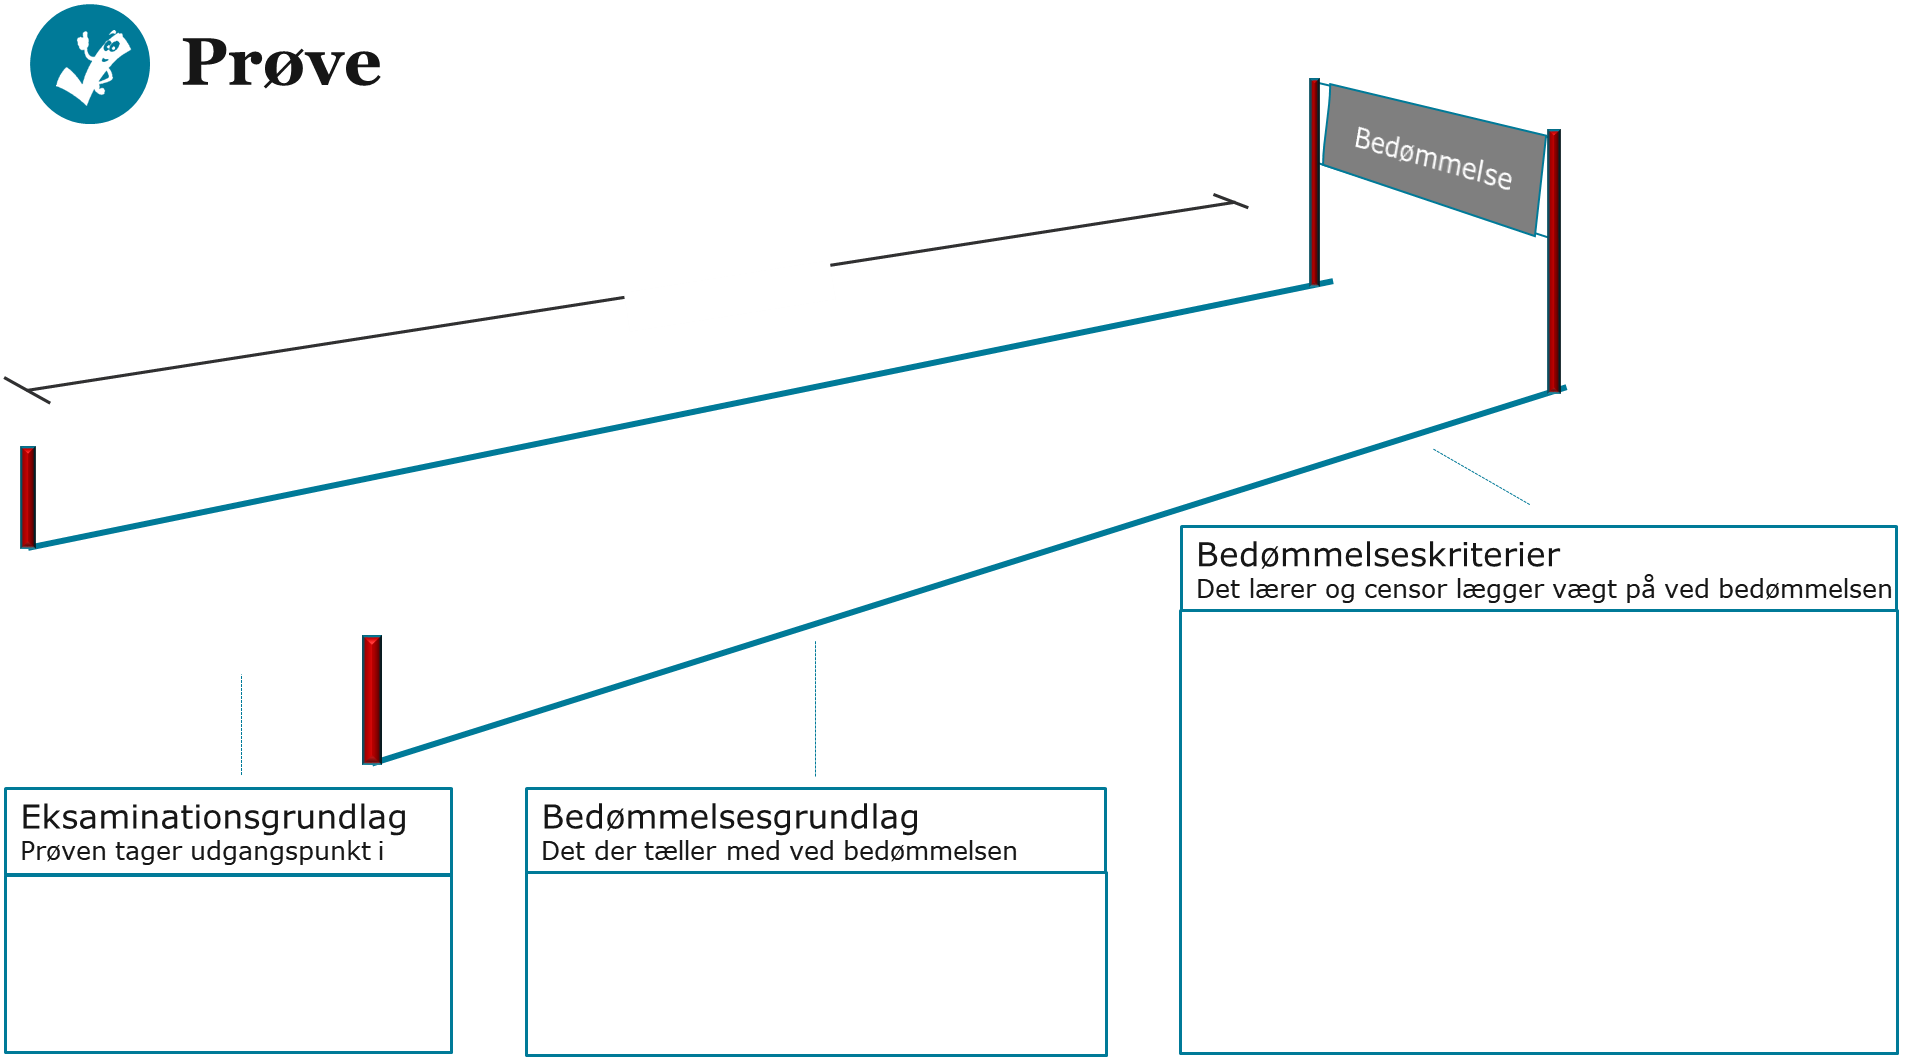 Prøve
Bedømmelse
Bedømmelseskriterier
Det lærer og censor lægger vægt på ved bedømmelsen
Eksaminationsgrundlag
Prøven tager udgangspunkt i
Bedømmelsesgrundlag
Det der tæller med ved bedømmelsen